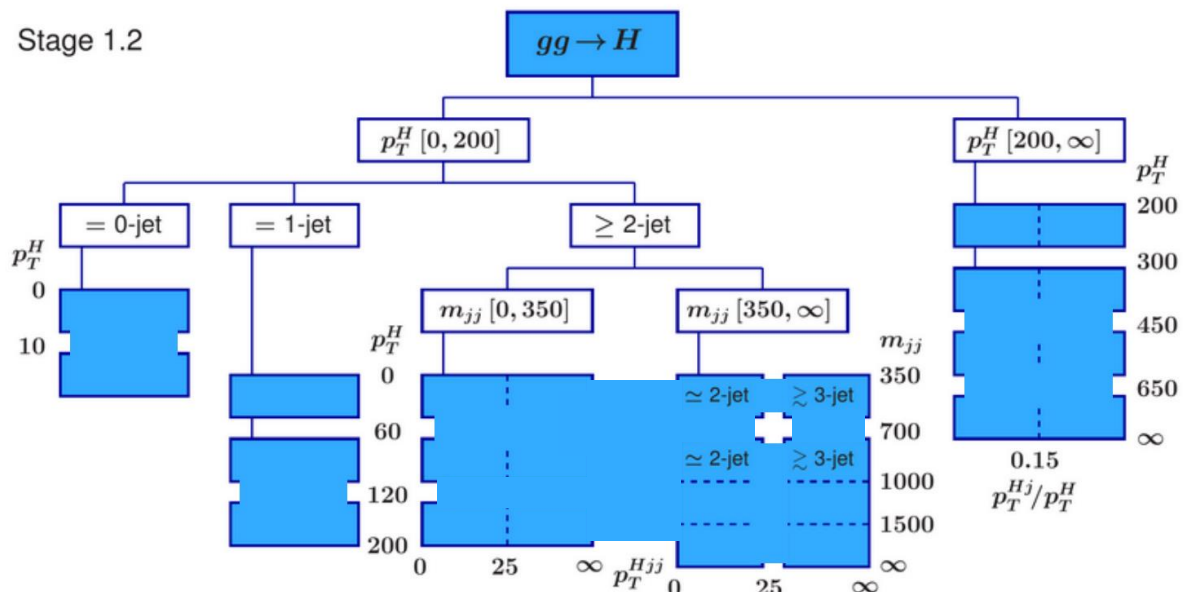 Stage 1.2
gg → H
p_T^H [0, 200]
p_T^H [200, ∞]
p_T^H
= 0-jet
= 1-jet
≥ 2-jet
200
p_T^H
300
0
m_jj [0, 350]
m_jj [350, ∞]
450
10
p_T^H
m_jj
0
350
650
≃ 2-jet
≳ 3-jet
60
700
∞
≃ 2-jet
≳ 3-jet
0.15
120
1000
p_T^{Hj}/p_T^H
1500
200
0
25
∞
p_T^{Hjj}
∞
0
25
∞